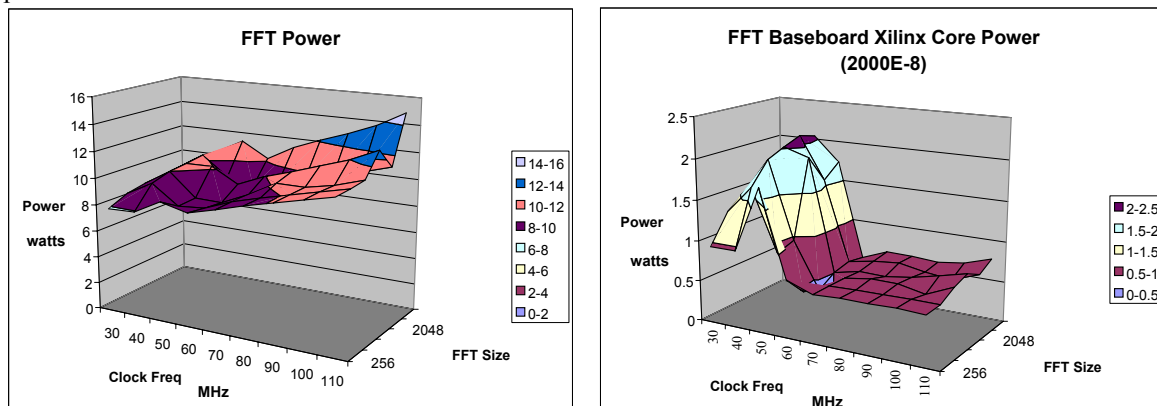 FFT Power
16
14
12
10
8
6
4
2
0
Power
watts
30 40 50 60 70 80 90 100 110
Clock Freq
MHz
256
2048
FFT Size
14-16
12-14
10-12
8-10
6-8
4-6
2-4
0-2
FFT Baseboard Xilinx Core Power
(2000E-8)
2.5
2
1.5
1
0.5
0
Power
watts
30 40 50 60 70 80 90 100 110
Clock Freq
MHz
256
2048
FFT Size
2-2.5
1.5-2
1-1.5
0.5-1
0-0.5